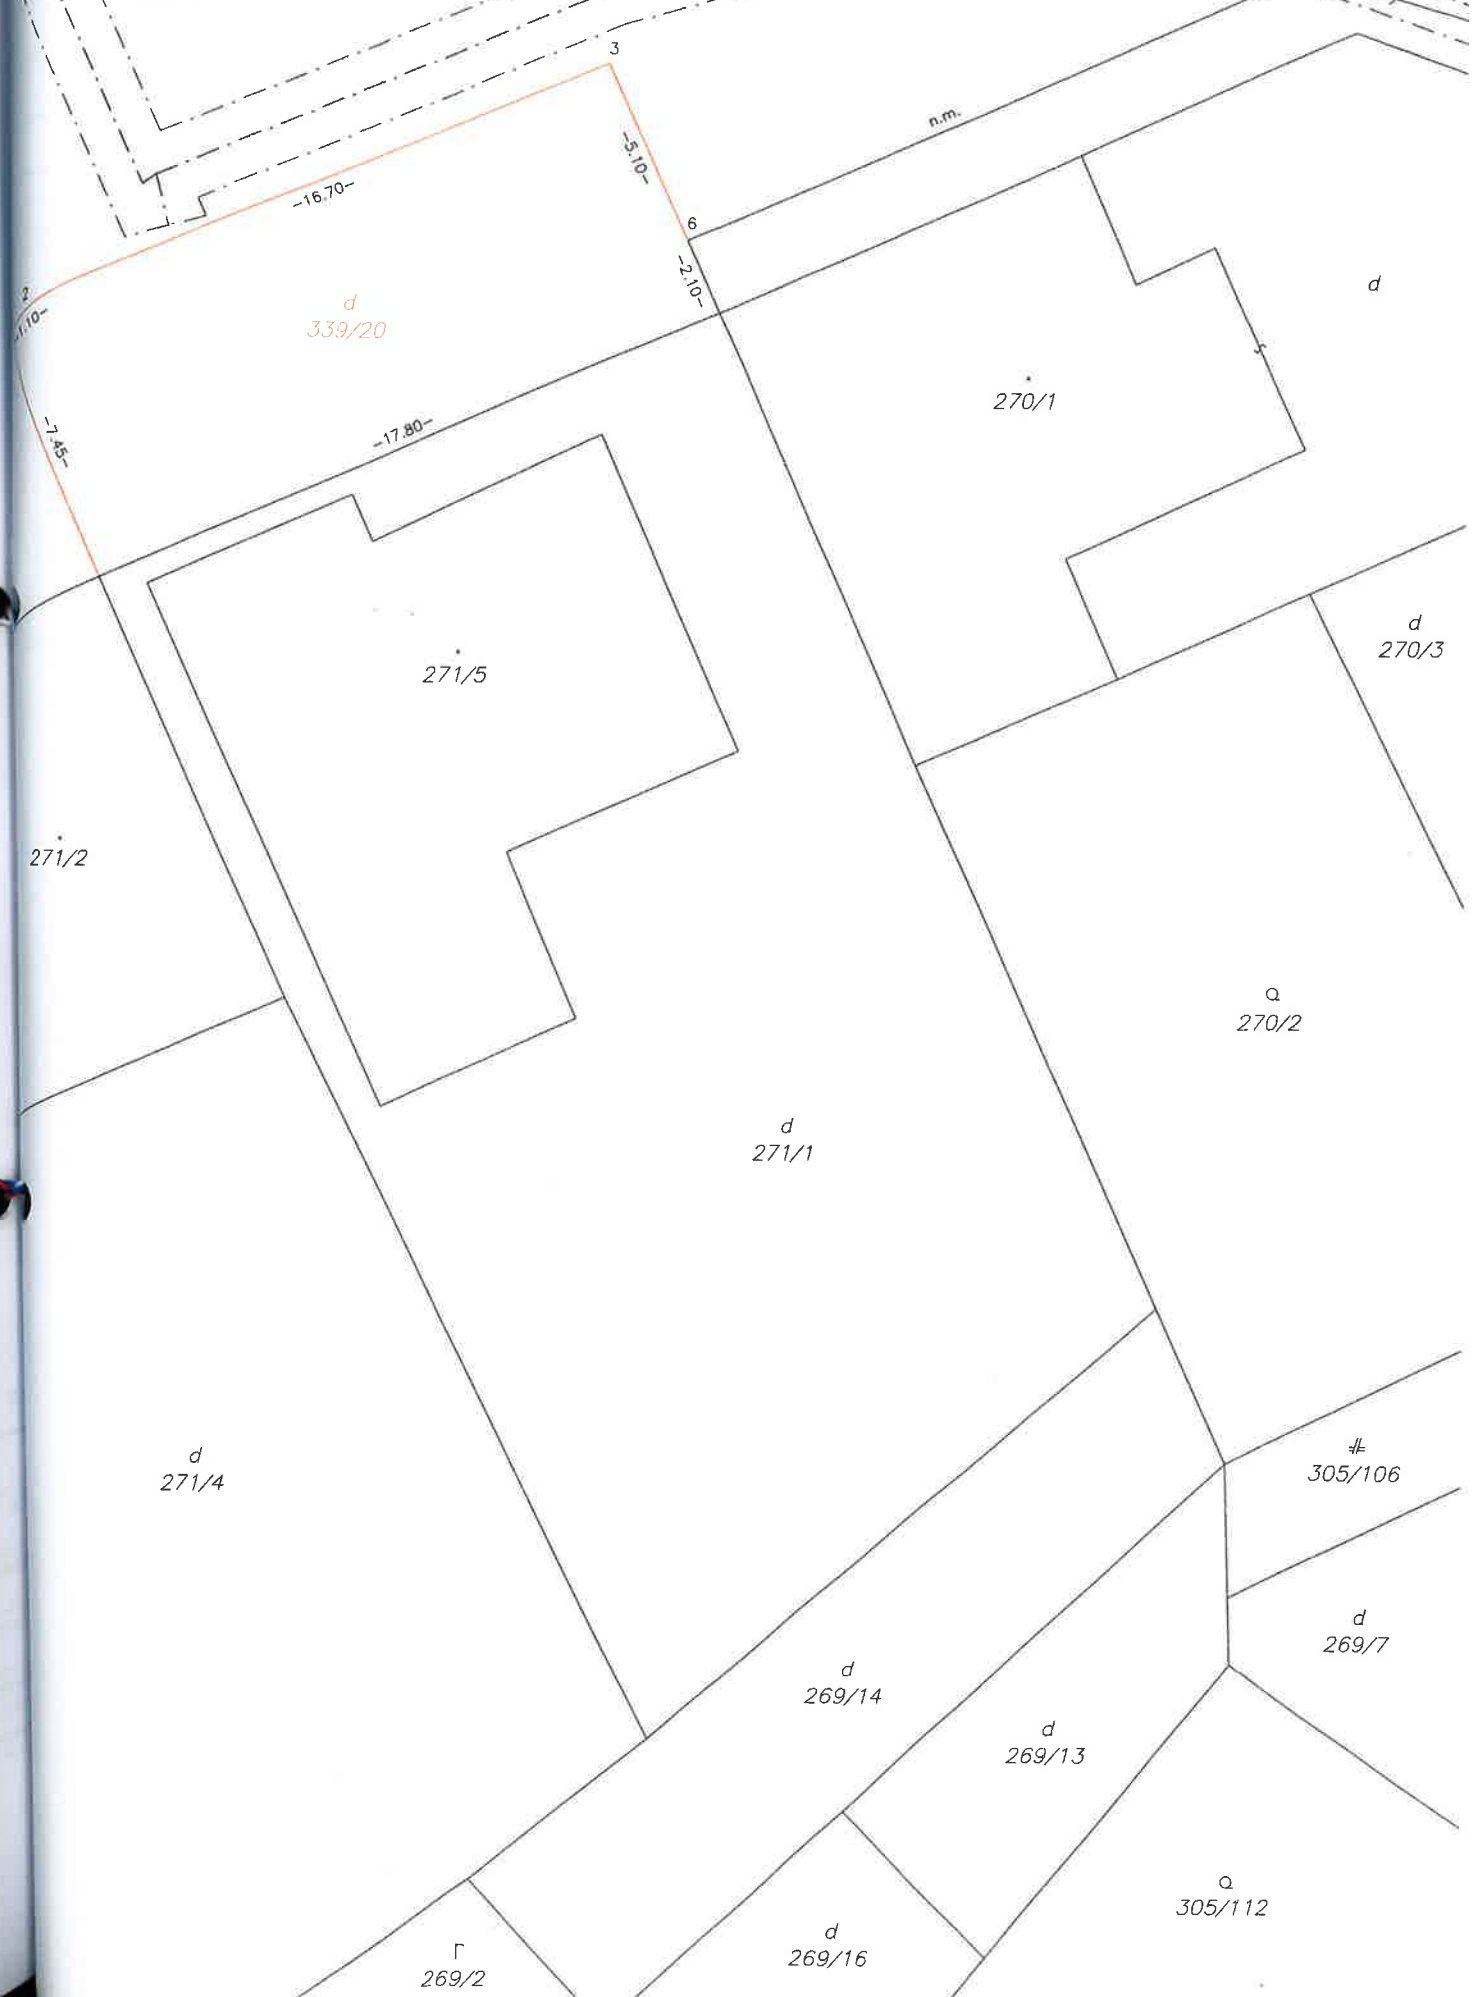 3
n.m.
-5.10-
-16.70-
6
-2.10-
2
1.10-
d
339/20
d
270/1
-7.45-
-17.80-
d
270/3
271/5
271/2
Q
270/2
d
271/1
d
271/4
305/106
d
269/7
d
269/14
d
269/13
Q
305/112
d
269/16
Γ
269/2